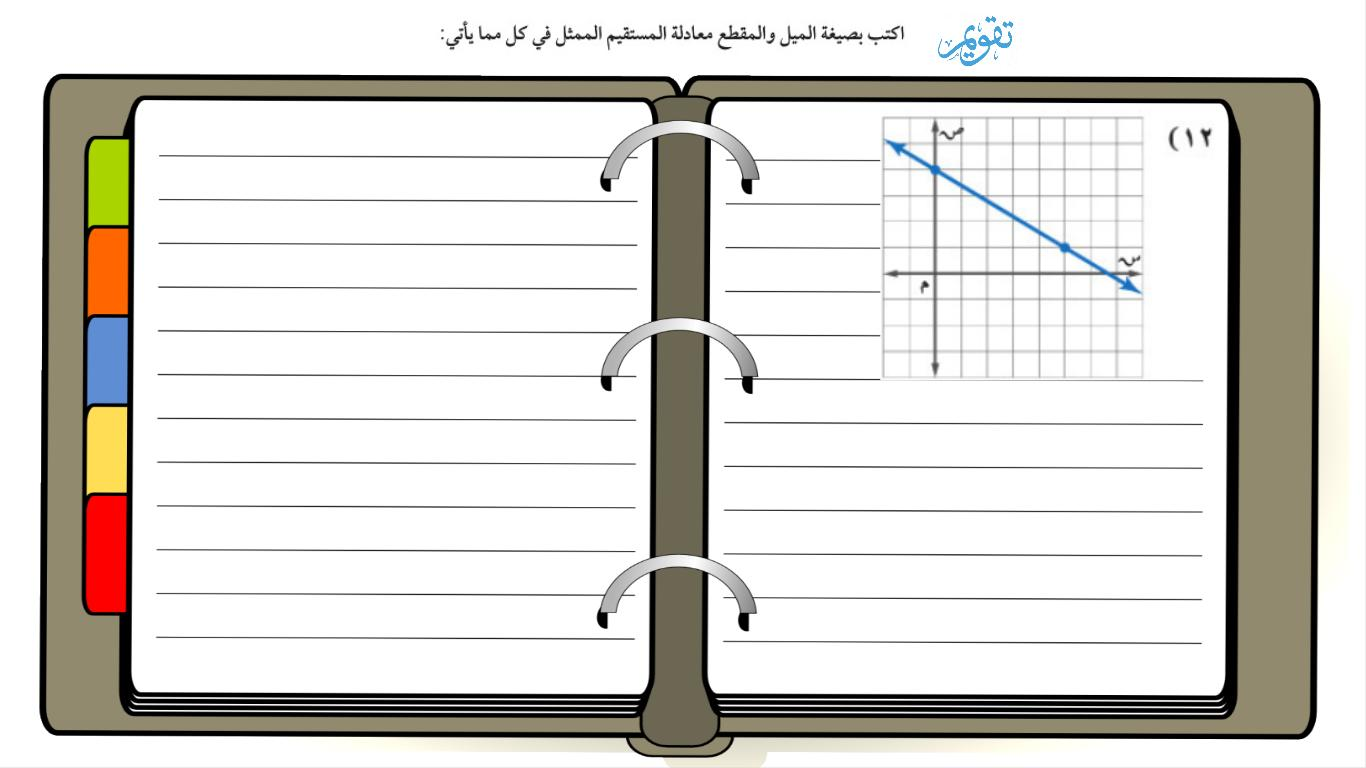 تقويم
اكتب بصيغة الميل والمقطع معادلة المستقيم الممثل في كل مما يأتي:
١٢)
ص
س
م